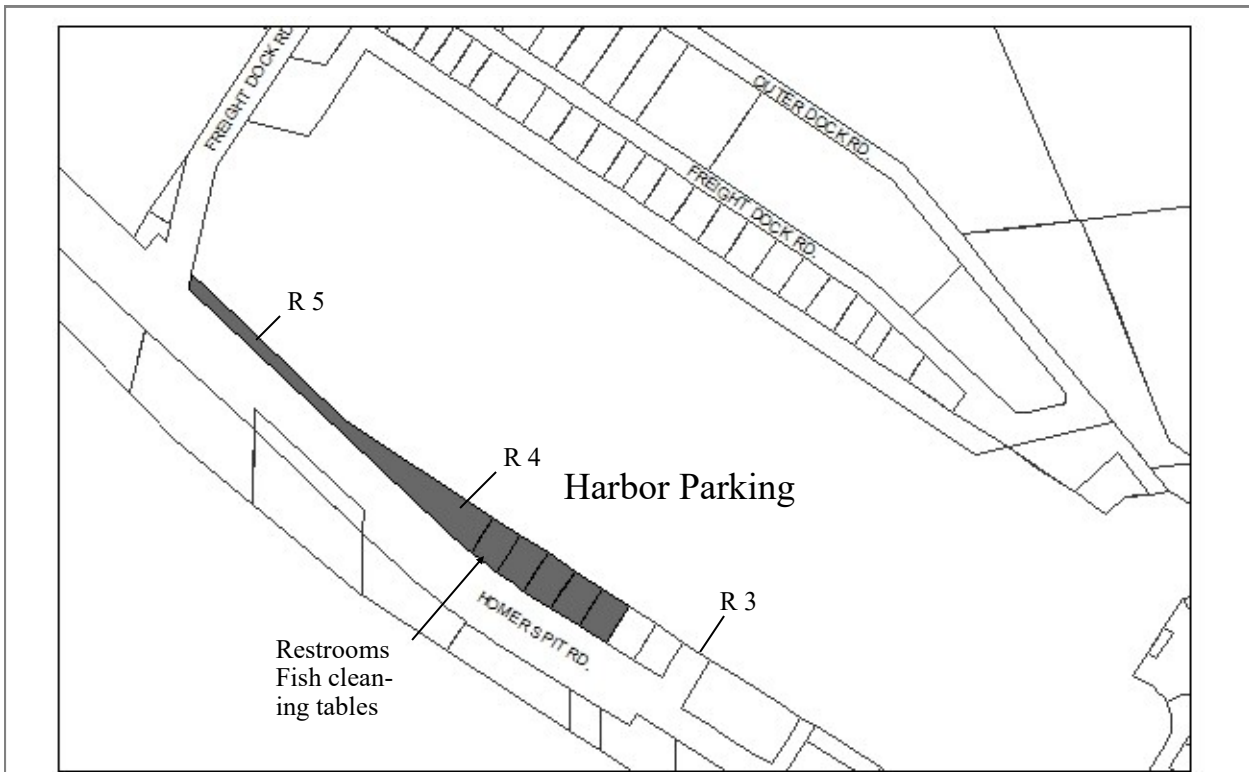 FREIGHT DOCK RD.
OUTER DOCK RD.
FREIGHT DOCK RD.
R 5
R 4
Harbor Parking
R 3
HOMER SPIT RD.
Restrooms
Fish clean-
ing tables